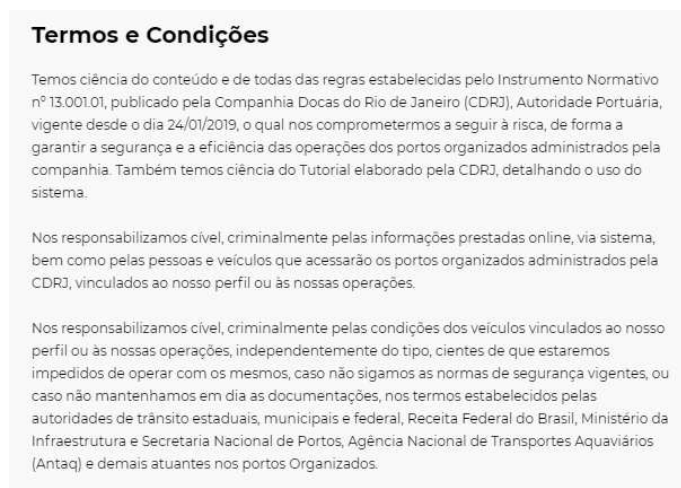 Termos e Condições
Temos ciência do conteúdo e de todas das regras estabelecidas pelo Instrumento Normativo
nº 13.001.01, publicado pela Companhia Docas do Rio de Janeiro (CDRJ), Autoridade Portuária,
vigente desde o dia 24/01/2019, o qual nos comprometermos a seguir à risca, de forma a
garantir a segurança e a eficiência das operações dos portos organizados administrados pela
companhia. Também temos ciência do Tutorial elaborado pela CDRJ, detalhando o uso do
sistema.
Nos responsabilizamos cível, criminalmente pelas informações prestadas online, via sistema,
bem como pelas pessoas e veículos que acessarão os portos organizados administrados pela
CDRJ, vinculados ao nosso perfil ou às nossas operações.
Nos responsabilizamos cível, criminalmente pelas condições dos veículos vinculados ao nosso
perfil ou às nossas operações, independentemente do tipo, cientes de que estaremos
impedidos de operar com os mesmos, caso não sigamos as normas de segurança vigentes, ou
caso não mantenhamos em dia as documentações, nos termos estabelecidos pelas
autoridades de trânsito estaduais, municipais e federal, Receita Federal do Brasil, Ministério da
Infraestrutura e Secretaria Nacional de Portos, Agência Nacional de Transportes Aquaviários
(Antaq) e demais atuantes nos portos Organizados.